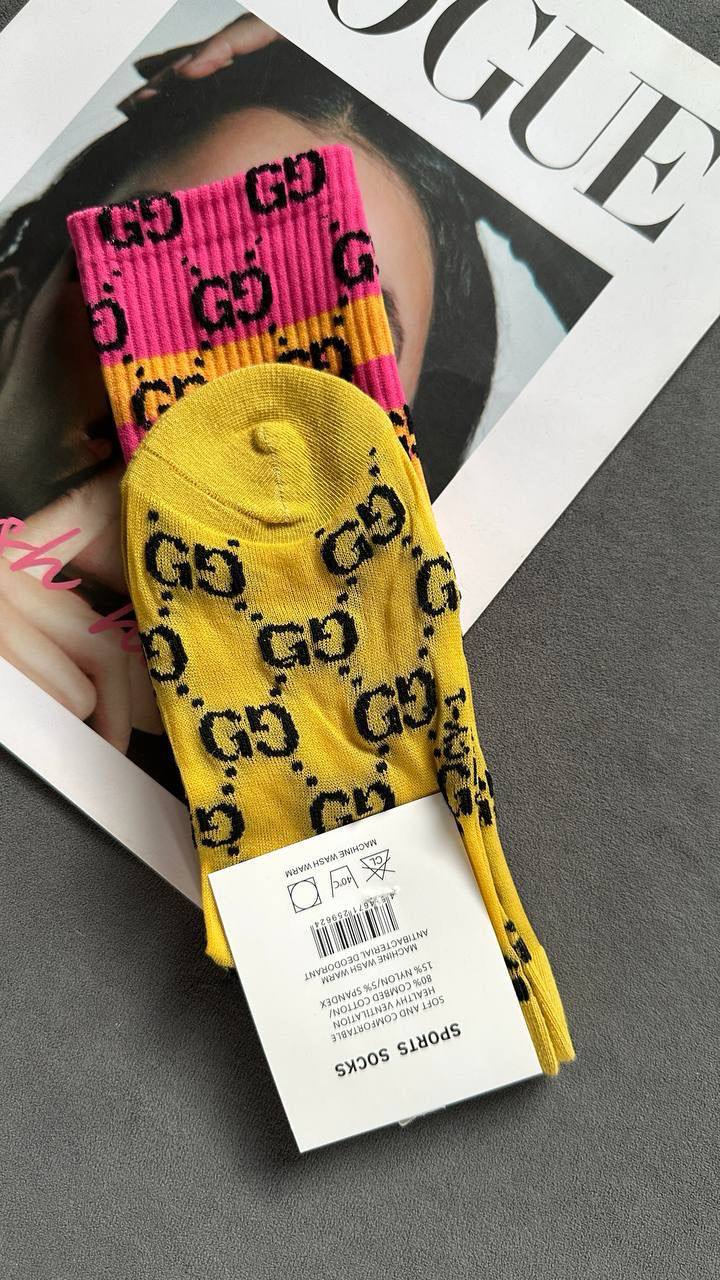 OGUE
sh h
SPORTS SOCKS
SOFT AND COMFORTABLE
HEALTHY VENTILATION
80% COMBED COTTON/
15% NYLON/5% SPANDEX
MACHINE WASH WARM
ANTIBACTERIAL DEODORANT
40°C
CL
MACHINE WASH WARM